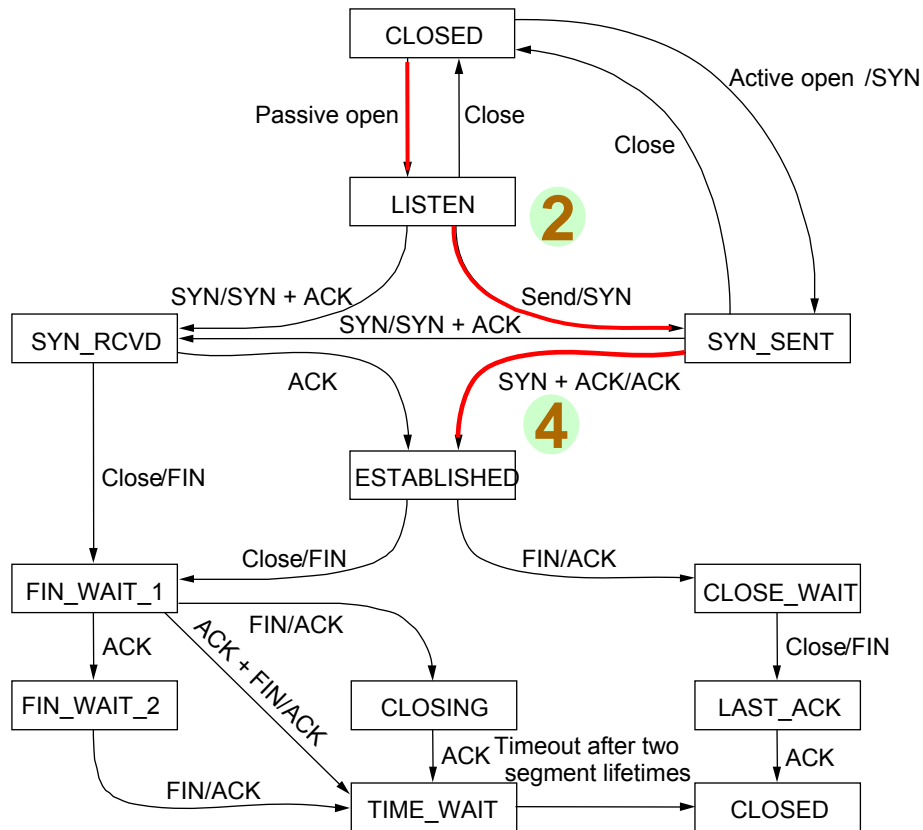 CLOSED
Active open /SYN
Passive open
Close
Close
LISTEN
2
SYN/SYN + ACK
Send/SYN
SYN/SYN + ACK
SYN_RCVD
SYN_SENT
ACK
SYN + ACK/ACK
4
ESTABLISHED
Close/FIN
Close/FIN
FIN/ACK
FIN_WAIT_1
CLOSE_WAIT
FIN/ACK
ACK
ACK + FIN/ACK
Close/FIN
FIN_WAIT_2
CLOSING
LAST_ACK
ACK
Timeout after two
segment lifetimes
ACK
FIN/ACK
TIME_WAIT
CLOSED